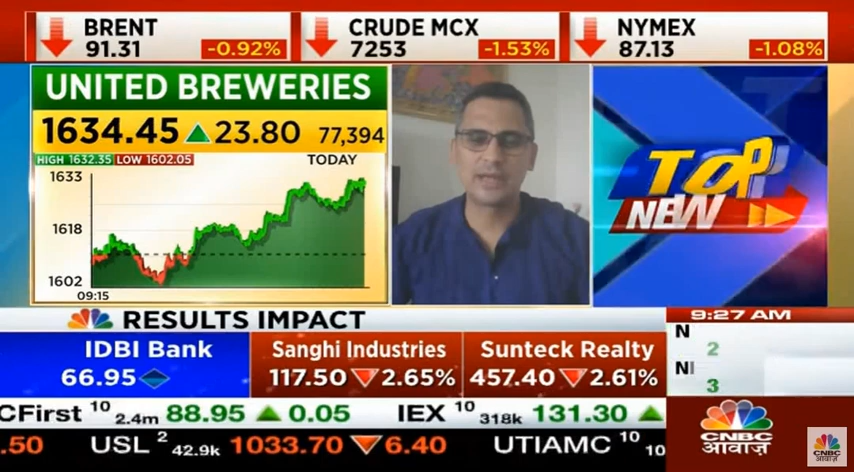 BRENT
91.31 -0.92%
CRUDE MCX
7253 -1.53%
NYMEX
87.13 -1.08%
UNITED BREWERIES
1634.45 23.80 77,394
HIGH 1632.35 LOW 1602.05 TODAY
1633
1618
1602
09:15
TOP
NEW
RESULTS IMPACT
IDBI Bank
66.95
Sanghi Industries
117.50 2.65%
Sunteck Realty
457.40 2.61%
9:27 AM
N
2
NI
3
CFirst 10 2.4m 88.95 0.05 IEX 10 318k 131.30
.50 USL 2 42.9k 1033.70 6.40 UTIAMC 10 10
CNBC
आवाज़
CNBC
आवाज़